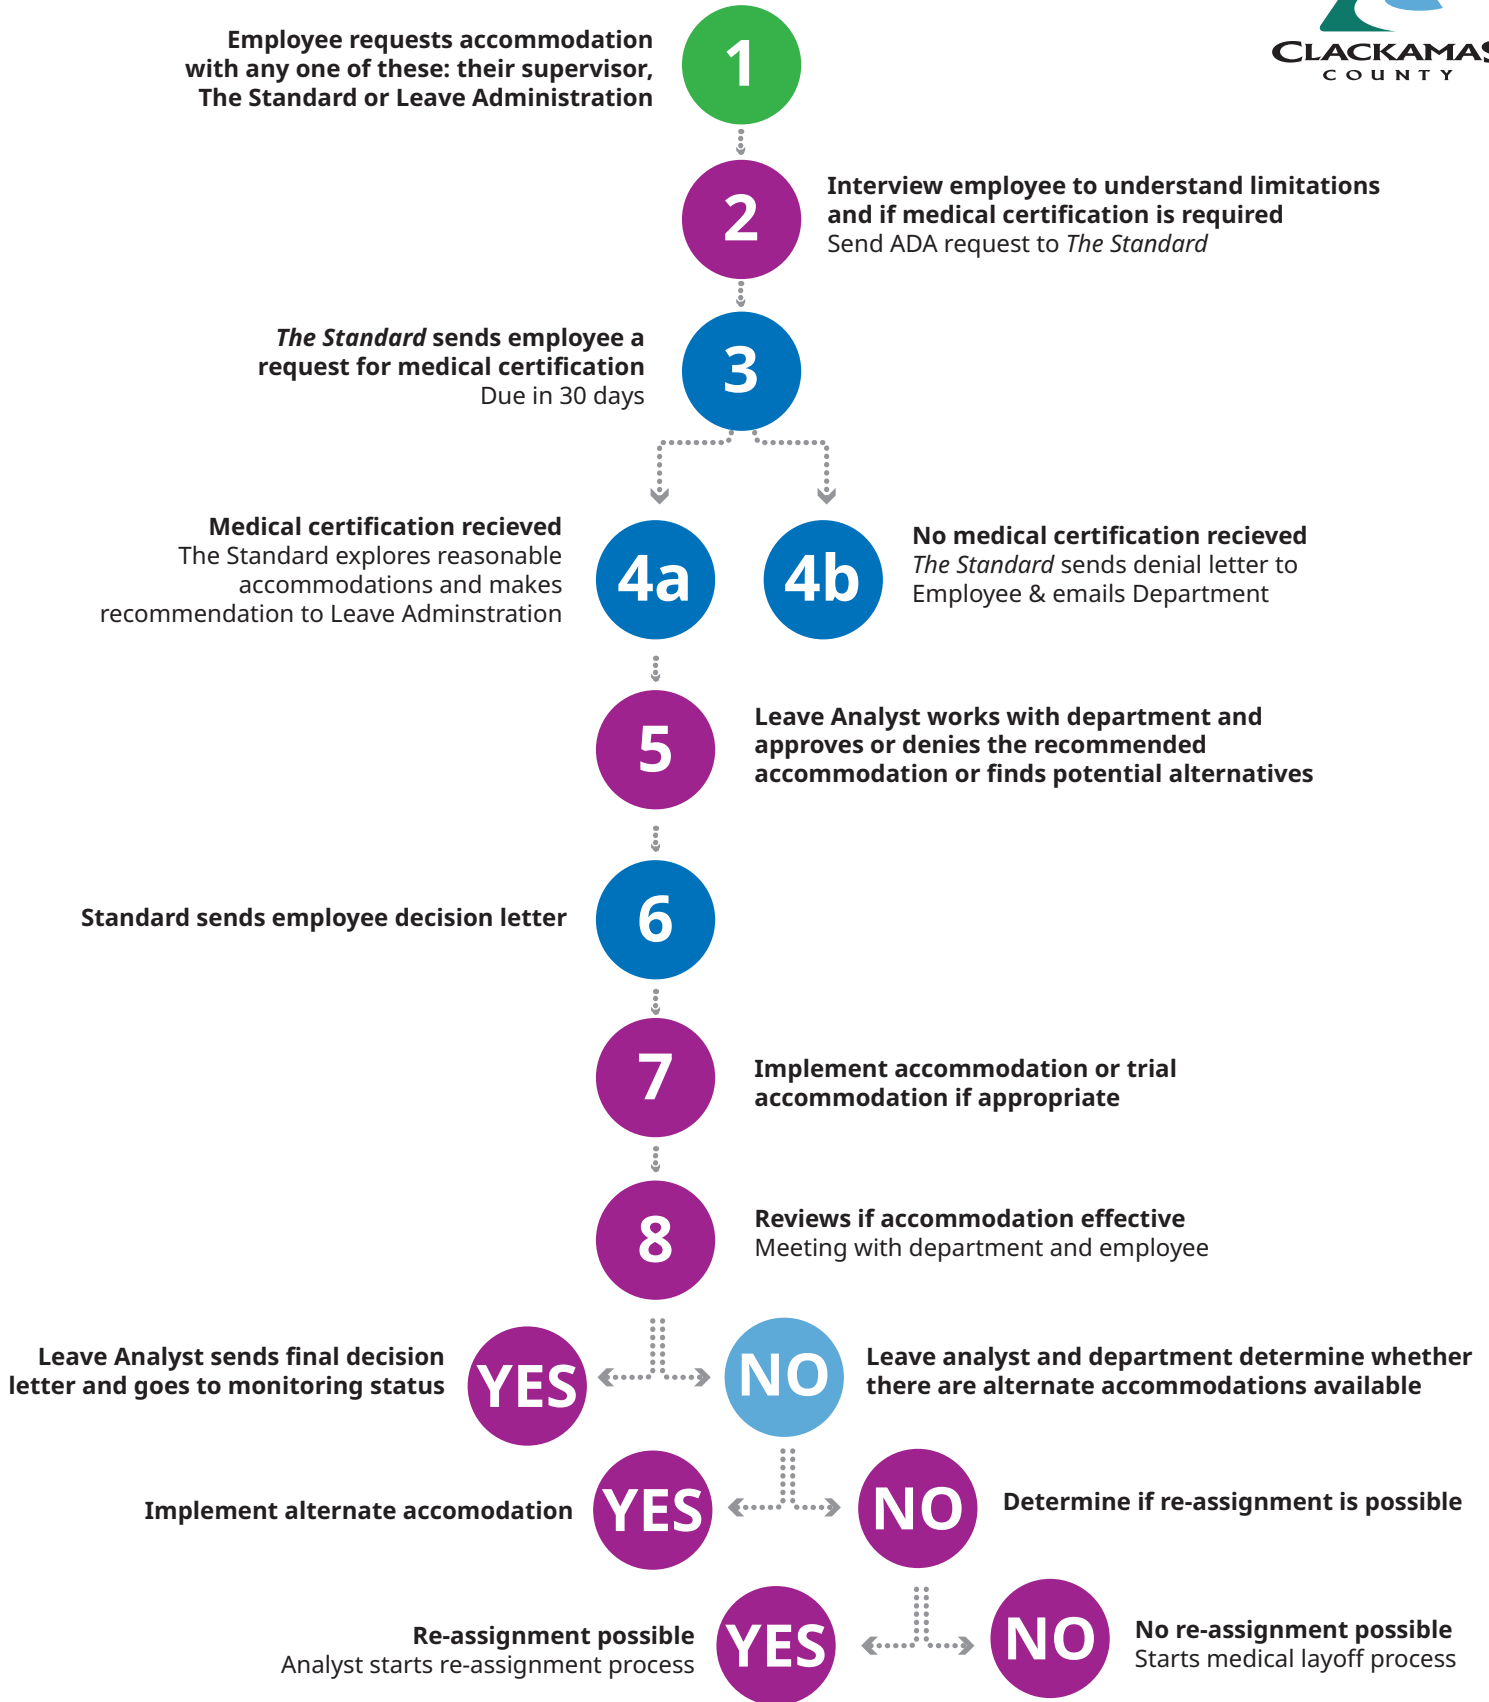 CLACKAMAS
COUNTY
Employee requests accommodation
with any one of these: their supervisor,
The Standard or Leave Administration
1
2
Interview employee to understand limitations
and if medical certification is required
Send ADA request to The Standard
The Standard sends employee a
request for medical certification
Due in 30 days
3
Medical certification recieved
The Standard explores reasonable
accommodations and makes
recommendation to Leave Adminstration
4a
4b
No medical certification recieved
The Standard sends denial letter to
Employee & emails Department
5
Leave Analyst works with department and
approves or denies the recommended
accommodation or finds potential alternatives
Standard sends employee decision letter
6
7
Implement accommodation or trial
accommodation if appropriate
8
Reviews if accommodation effective
Meeting with department and employee
Leave Analyst sends final decision
letter and goes to monitoring status
YES
NO
Leave analyst and department determine whether
there are alternate accommodations available
Implement alternate accomodation
YES
NO
Determine if re-assignment is possible
Re-assignment possible
Analyst starts re-assignment process
YES
NO
No re-assignment possible
Starts medical layoff process